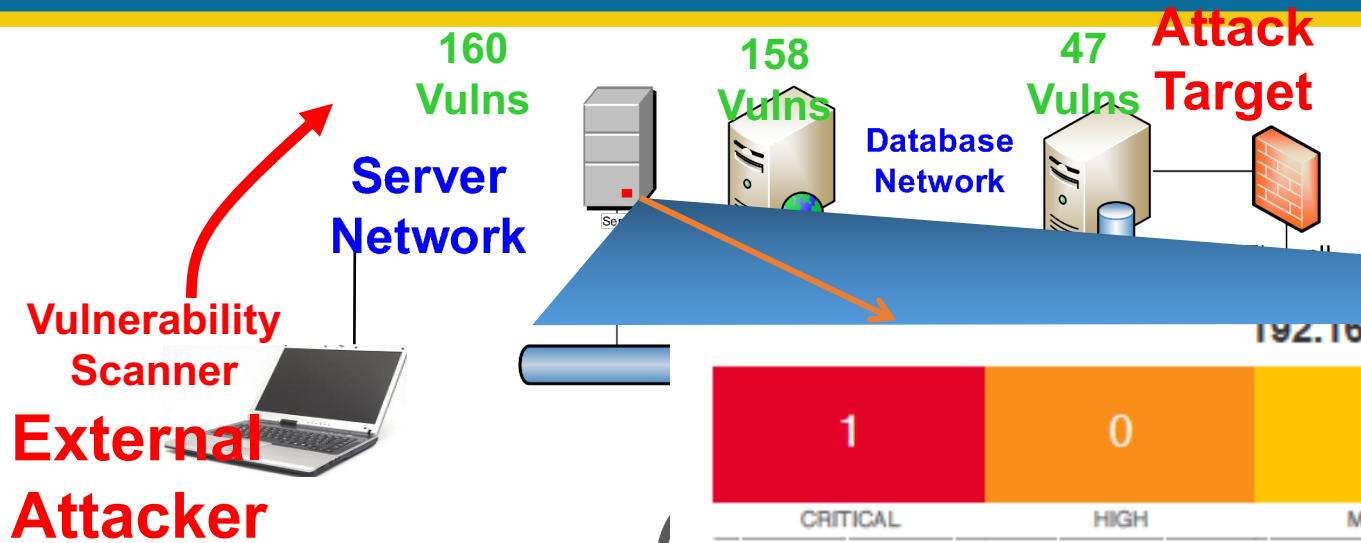 160
Vulns
158
Vulns
47
Vulns
Attack
Target
Server
Network
Database
Network
Vulnerability
Scanner
External
Attacker
1
0
CRITICAL
HIGH